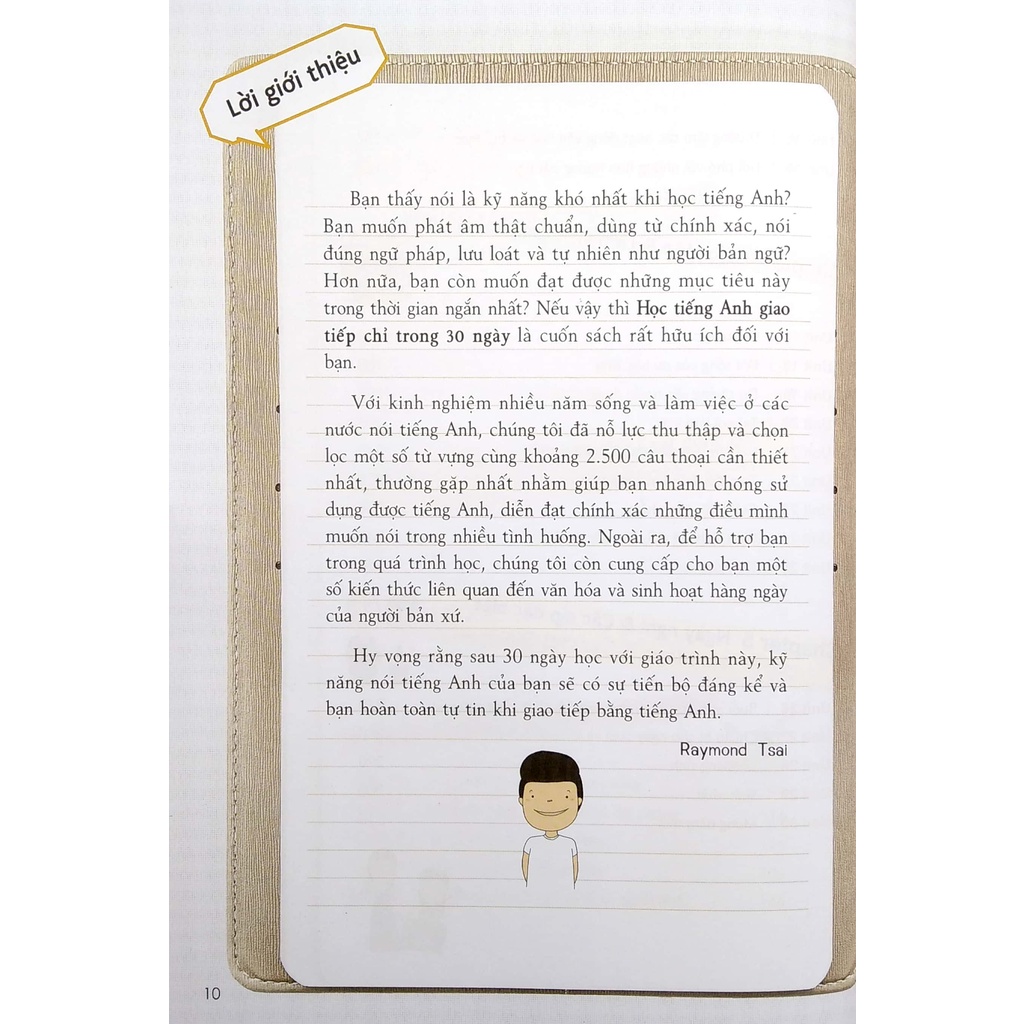 Lời giới thiệu
Bạn thấy nói là kỹ năng khó nhất khi học tiếng Anh?
Bạn muốn phát âm thật chuẩn, dùng từ chính xác, nói
đúng ngữ pháp, lưu loát và tự nhiên như người bản ngữ?
Hơn nữa, bạn còn muốn đạt được những mục tiêu này
trong thời gian ngắn nhất? Nếu vậy thì Học tiếng Anh giao
tiếp chỉ trong 30 ngày là cuốn sách rất hữu ích đối với
bạn.
Với kinh nghiệm nhiều năm sống và làm việc ở các
nước nói tiếng Anh, chúng tôi đã nỗ lực thu thập và chọn
lọc một số từ vựng cùng khoảng 2.500 câu thoại cần thiết
nhất, thường gặp nhất nhằm giúp bạn nhanh chóng sử
dụng được tiếng Anh, diễn đạt chính xác những điều mình
muốn nói trong nhiều tình huống. Ngoài ra, để hỗ trợ bạn
trong quá trình học, chúng tôi còn cung cấp cho bạn một
số kiến thức liên quan đến văn hóa và sinh hoạt hàng ngày
của người bản xứ.
Hy vọng rằng sau 30 ngày học với giáo trình này, kỹ
năng nói tiếng Anh của bạn sẽ có sự tiến bộ đáng kể và
bạn hoàn toàn tự tin khi giao tiếp bằng tiếng Anh.
Raymond Tsai
10